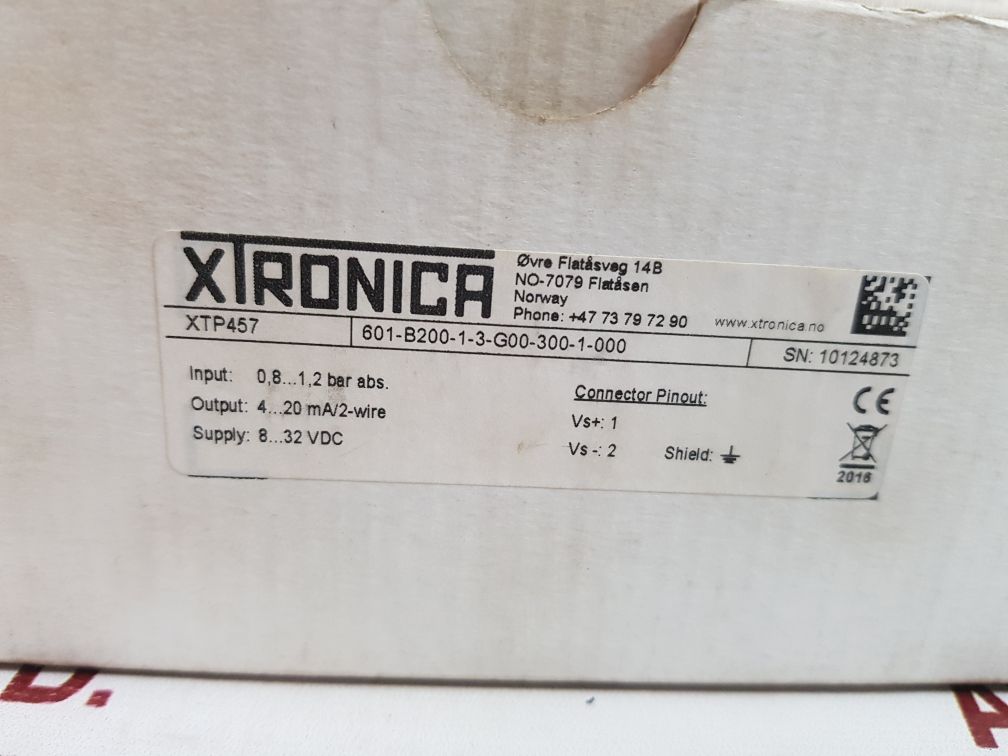 XTRONICA
Øvre Flatåsveg 14B
NO-7079 Flatåsen
Norway
Phone: +47 73 79 72 90 www.xtronica.no
XTP457 601-B200-1-3-G00-300-1-000 SN: 10124873
Input: 0,8...1,2 bar abs.
Output: 4...20 mA/2-wire
Supply: 8...32 VDC
Connector Pinout:
Vs+: 1
Vs -: 2 Shield:
CE
2016
D.